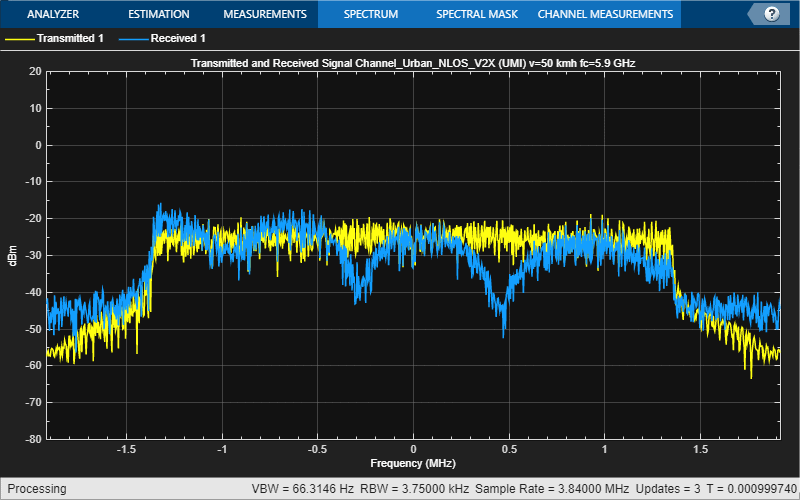 ANALYZER ESTIMATION MEASUREMENTS SPECTRUM SPECTRAL MASK CHANNEL MEASUREMENTS ?
Transmitted 1 Received 1
Transmitted and Received Signal Channel_Urban_NLOS_V2X (UMI) v=50 kmh fc=5.9 GHz
20
10
0
-10
-20
-30
-40
-50
-60
-70
-80
dBm
-1.5 -1 -0.5 0 0.5 1 1.5
Frequency (MHz)
Processing VBW = 66.3146 Hz RBW = 3.75000 kHz Sample Rate = 3.84000 MHz Updates = 3 T = 0.000999740